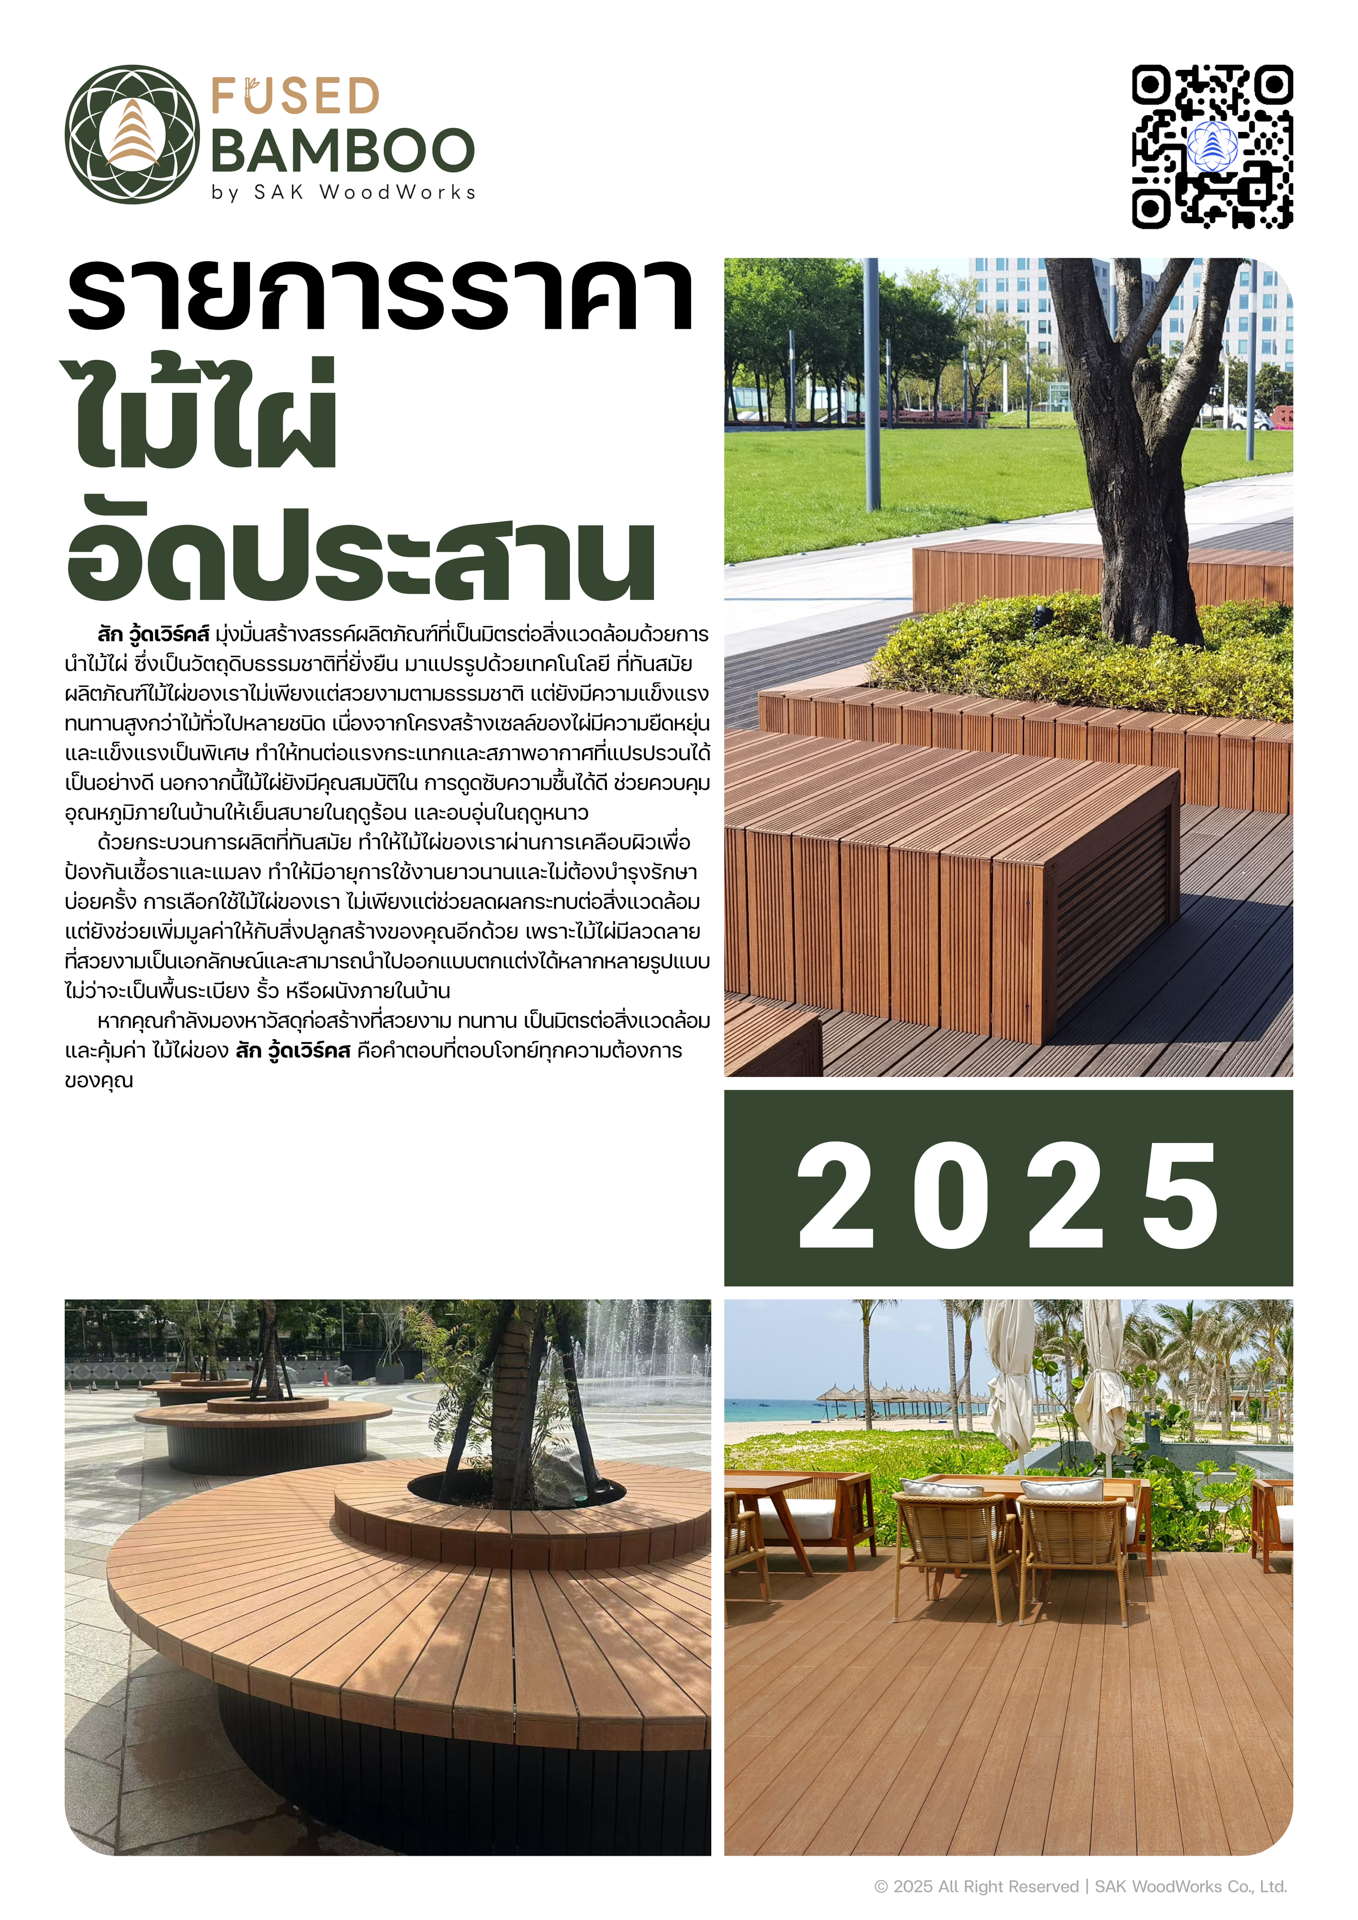 FUSED
BAMBOO
by SAK WoodWorks
รายการราคา
ไม้ไผ่
อัดประสาน
สัก วู้ดเวิร์คส์ มุ่งมั่นสร้างสรรค์ผลิตภัณฑ์ที่เป็นมิตรต่อสิ่งแวดล้อมด้วยการ
นำไม้ไผ่ ซึ่งเป็นวัตถุดิบธรรมชาติที่ยั่งยืน มาแปรรูปด้วยเทคโนโลยี ที่ทันสมัย
ผลิตภัณฑ์ไม้ไผ่ของเราไม่เพียงแต่สวยงามตามธรรมชาติ แต่ยังมีความแข็งแรง
ทนทานสูงกว่าไม้ทั่วไปหลายชนิด เนื่องจากโครงสร้างเซลล์ของไผ่มีความยืดหยุ่น
และแข็งแรงเป็นพิเศษ ทำให้ทนต่อแรงกระแทกและสภาพอากาศที่แปรปรวนได้
เป็นอย่างดี นอกจากนี้ไม้ไผ่ยังมีคุณสมบัติใน การดูดซับความชื้นได้ดี ช่วยควบคุม
อุณหภูมิภายในบ้านให้เย็นสบายในฤดูร้อน และอบอุ่นในฤดูหนาว
ด้วยกระบวนการผลิตที่ทันสมัย ทำให้ไม้ไผ่ของเราผ่านการเคลือบผิวเพื่อ
ป้องกันเชื้อราและแมลง ทำให้มีอายุการใช้งานยาวนานและไม่ต้องบำรุงรักษา
บ่อยครั้ง การเลือกใช้ไม้ไผ่ของเรา ไม่เพียงแต่ช่วยลดผลกระทบต่อสิ่งแวดล้อม
แต่ยังช่วยเพิ่มมูลค่าให้กับสิ่งปลูกสร้างของคุณอีกด้วย เพราะไม้ไผ่มีลวดลาย
ที่สวยงามเป็นเอกลักษณ์และสามารถนำไปออกแบบตกแต่งได้หลากหลายรูปแบบ
ไม่ว่าจะเป็นพื้นระเบียง รั้ว หรือผนังภายในบ้าน
หากคุณกำลังมองหาวัสดุก่อสร้างที่สวยงาม ทนทาน เป็นมิตรต่อสิ่งแวดล้อม
และคุ้มค่า ไม้ไผ่ของ สัก วู้ดเวิร์คส คือคำตอบที่ตอบโจทย์ทุกความต้องการ
ของคุณ
2025
© 2025 All Right Reserved | SAK WoodWorks Co., Ltd.